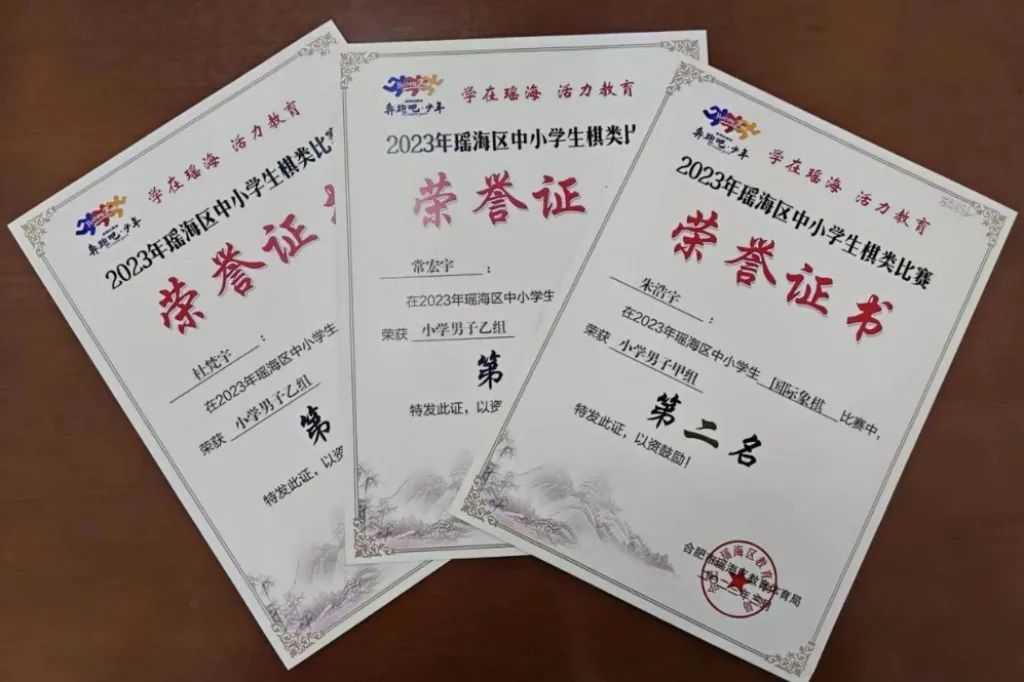 奔跑吧·少年
学在瑶海 活力教育
2023年瑶海区中小学生棋类比赛
荣誉证
杜梵宇：
在2023年瑶海区中小学生
荣获 小学男子乙组
第
特发此证，以资
奔跑吧·少年
学在瑶海 活力教育
2023年瑶海区中小学生棋类比
荣誉证
常宏宇：
在2023年瑶海区中小学生
荣获 小学男子乙组
第
特发此证，以资
奔跑吧·少年
学在瑶海 活力教育
2023年瑶海区中小学生棋类比赛
荣誉证书
朱浩宇：
在2023年瑶海区中小学生 国际象棋 比赛中，
荣获 小学男子甲组
第二名
特发此证，以资鼓励！
合肥市瑶海区教育体育局